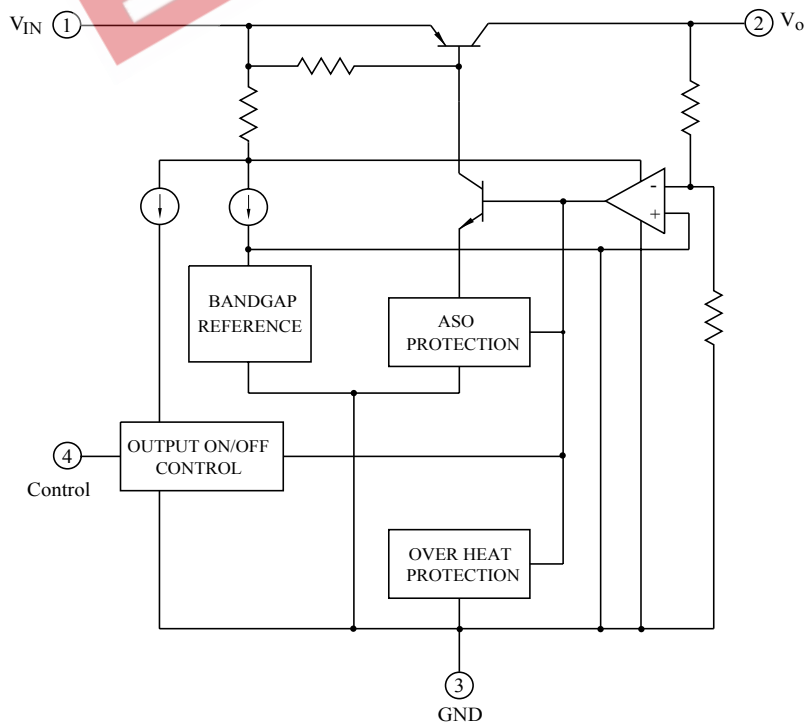 VIN 1
2 Vo
-
+
BANDGAP
REFERENCE
ASO
PROTECTION
4
Control
OUTPUT ON/OFF
CONTROL
OVER HEAT
PROTECTION
3
GND